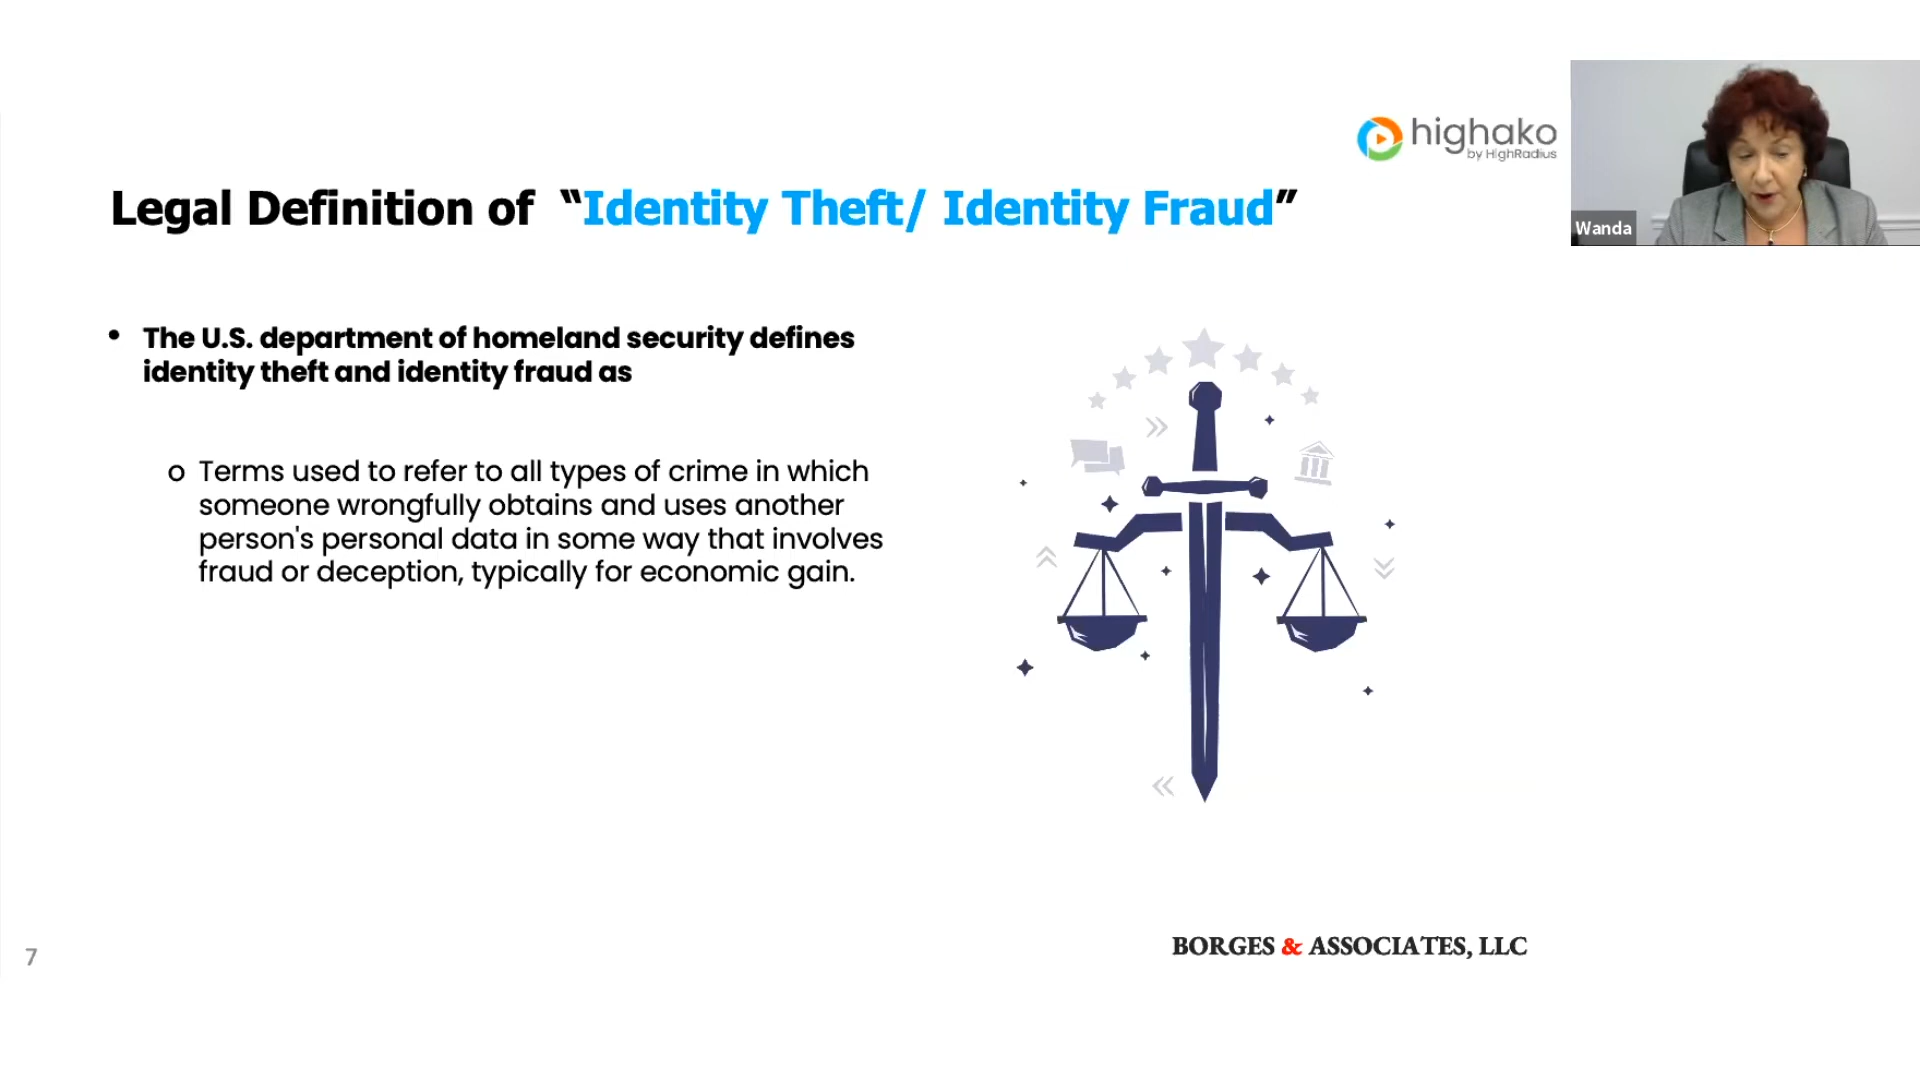 highako
by HighRadius
Legal Definition of “Identity Theft/ Identity Fraud”
Wanda
• The U.S. department of homeland security defines
identity theft and identity fraud as
o Terms used to refer to all types of crime in which
someone wrongfully obtains and uses another
person's personal data in some way that involves
fraud or deception, typically for economic gain.
BORGES & ASSOCIATES, LLC
7